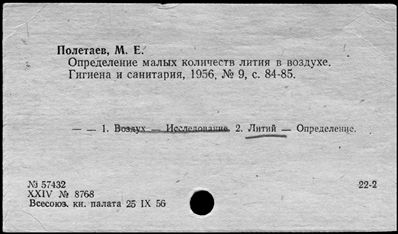 Полетаев, М. Е.
Определение малых количеств лития в воздухе.
Гигиена и санитария, 1956, № 9, с. 84-85.
— — 1. Воздух — Исследование 2. Литий — Определение.
№ 57432
22-2
XXIV № 8768
Всесоюз. кн. палата 25 IX 56